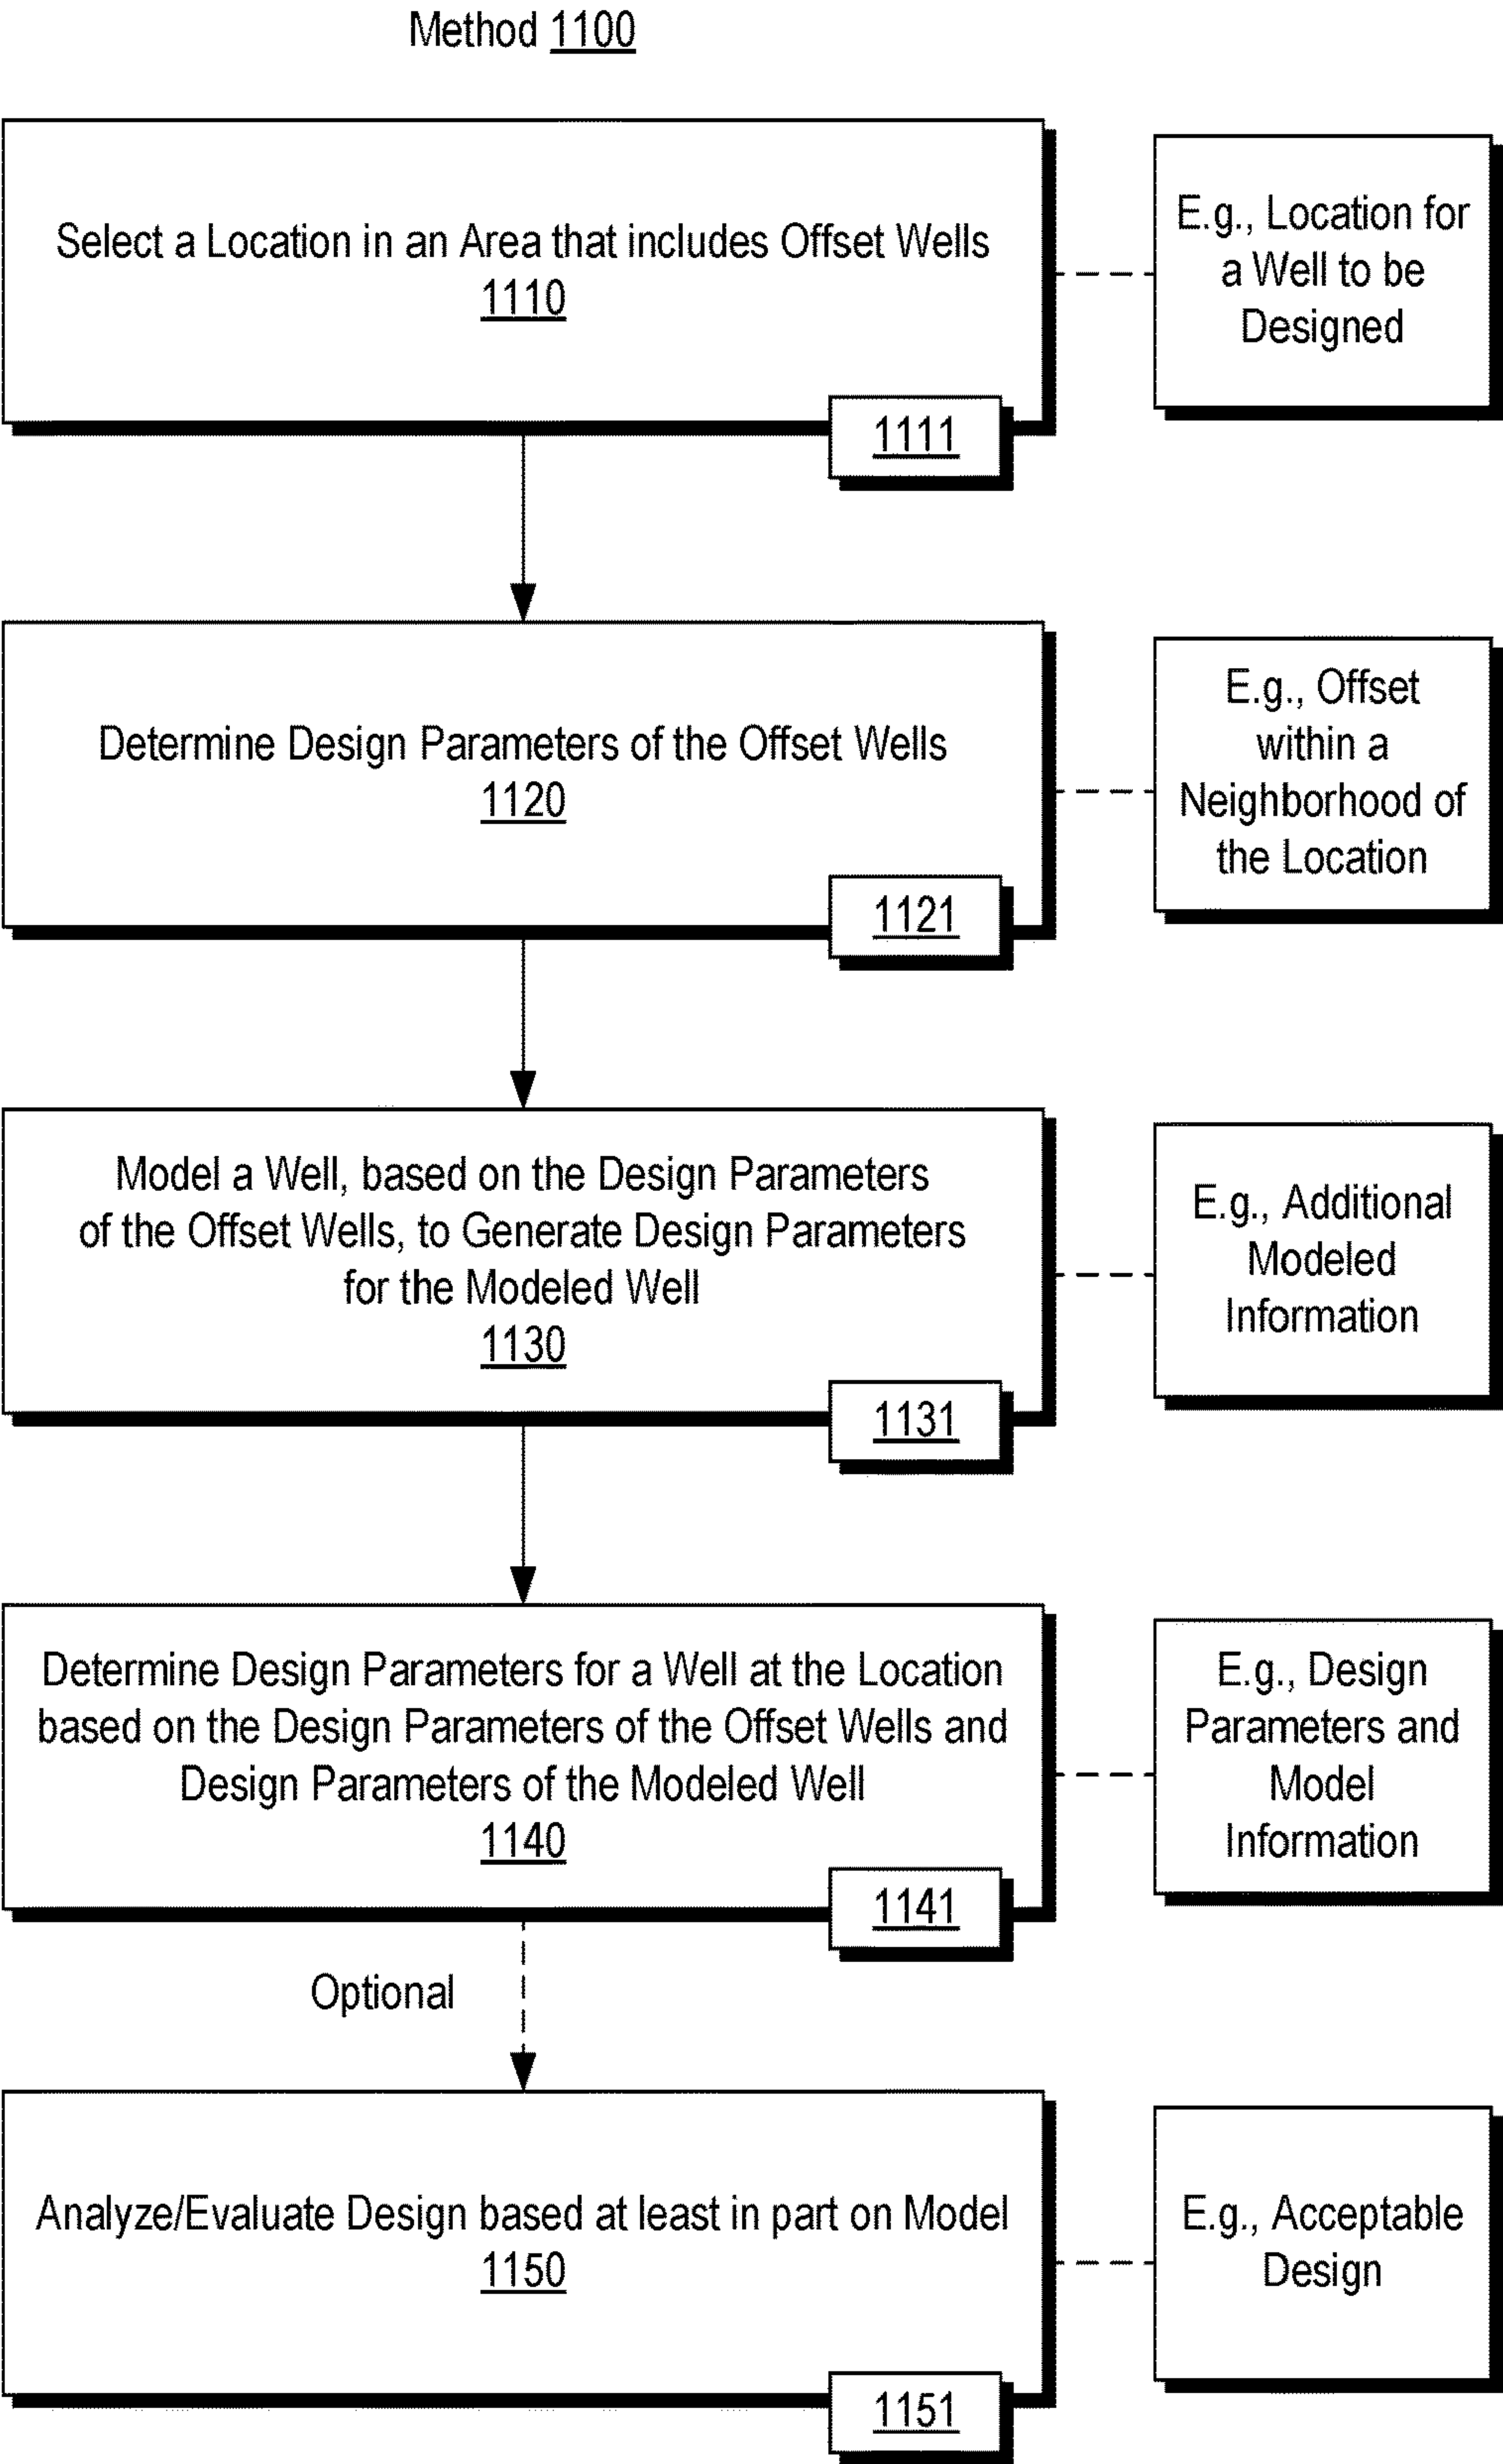 Method 1100
Select a Location in an Area that includes Offset Wells
1110
1111
E.g., Location for
a Well to be
Designed
Determine Design Parameters of the Offset Wells
1120
1121
E.g., Offset
within a
Neighborhood of
the Location
Model a Well, based on the Design Parameters
of the Offset Wells, to Generate Design Parameters
for the Modeled Well
1130
1131
E.g., Additional
Modeled
Information
Determine Design Parameters for a Well at the Location
based on the Design Parameters of the Offset Wells and
Design Parameters of the Modeled Well
1140
1141
E.g., Design
Parameters and
Model
Information
Optional
Analyze/Evaluate Design based at least in part on Model
1150
1151
E.g., Acceptable
Design